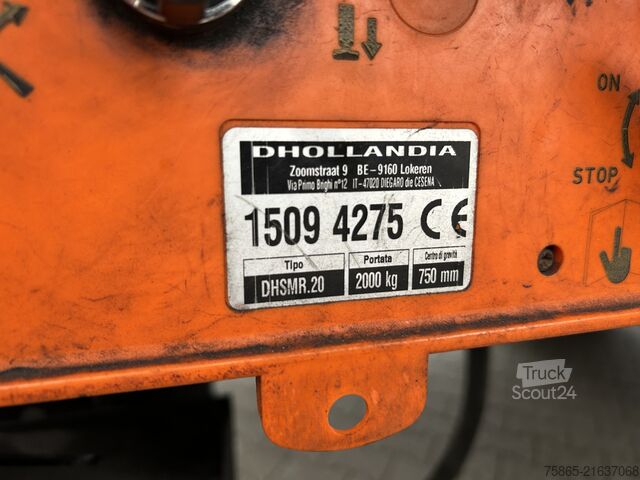 ON
STOP
DHOLLANDIA
Zoomstraat 9 BE-9160 Lokeren
Via Primo Brighi n°12 IT-47020 DIEGARO die CESENA
1509 4275 CE
Tipo Portata Centro di gravità
DHSMR.20 2000 kg 750 mm
Truck
Scout24
75865-21637068